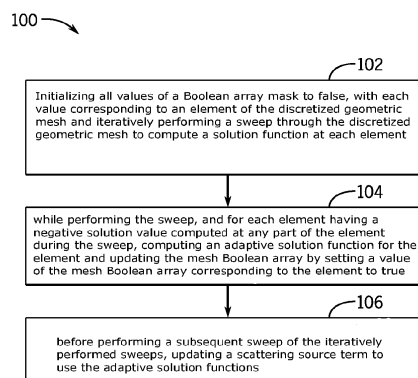 100
102
Initializing all values of a Boolean array mask to false, with each
value corresponding to an element of the discretized geometric
mesh and iteratively performing a sweep through the discretized
geometric mesh to compute a solution function at each element
104
while performing the sweep, and for each element having a
negative solution value computed at any part of the element
during the sweep, computing an adaptive solution function for the
element and updating the mesh Boolean array by setting a value
of the mesh Boolean array corresponding to the element to true
106
before performing a subsequent sweep of the iteratively
performed sweeps, updating a scattering source term to
use the adaptive solution functions